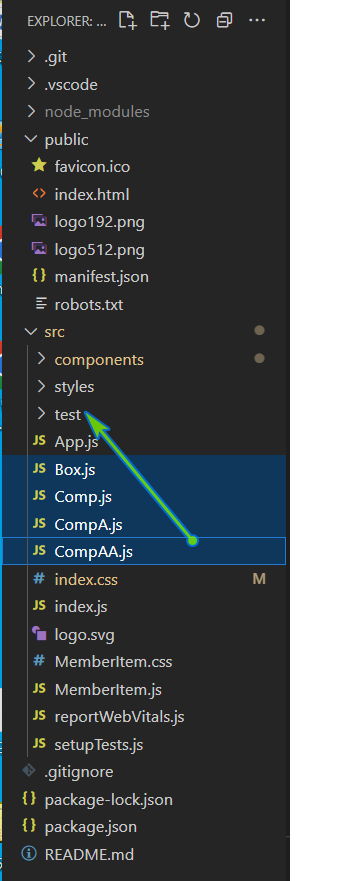 EXPLORER: ...
.git
.vscode
node_modules
public
favicon.ico
<> index.html
logo192.png
logo512.png
{} manifest.json
robots.txt
src
components
styles
test
JS App.js
JS Box.js
JS Comp.js
JS CompA.js
JS CompAA.js
# index.css M
JS index.js
logo.svg
# MemberItem.css
JS MemberItem.js
JS reportWebVitals.js
JS setupTests.js
.gitignore
{} package-lock.json
{} package.json
README.md